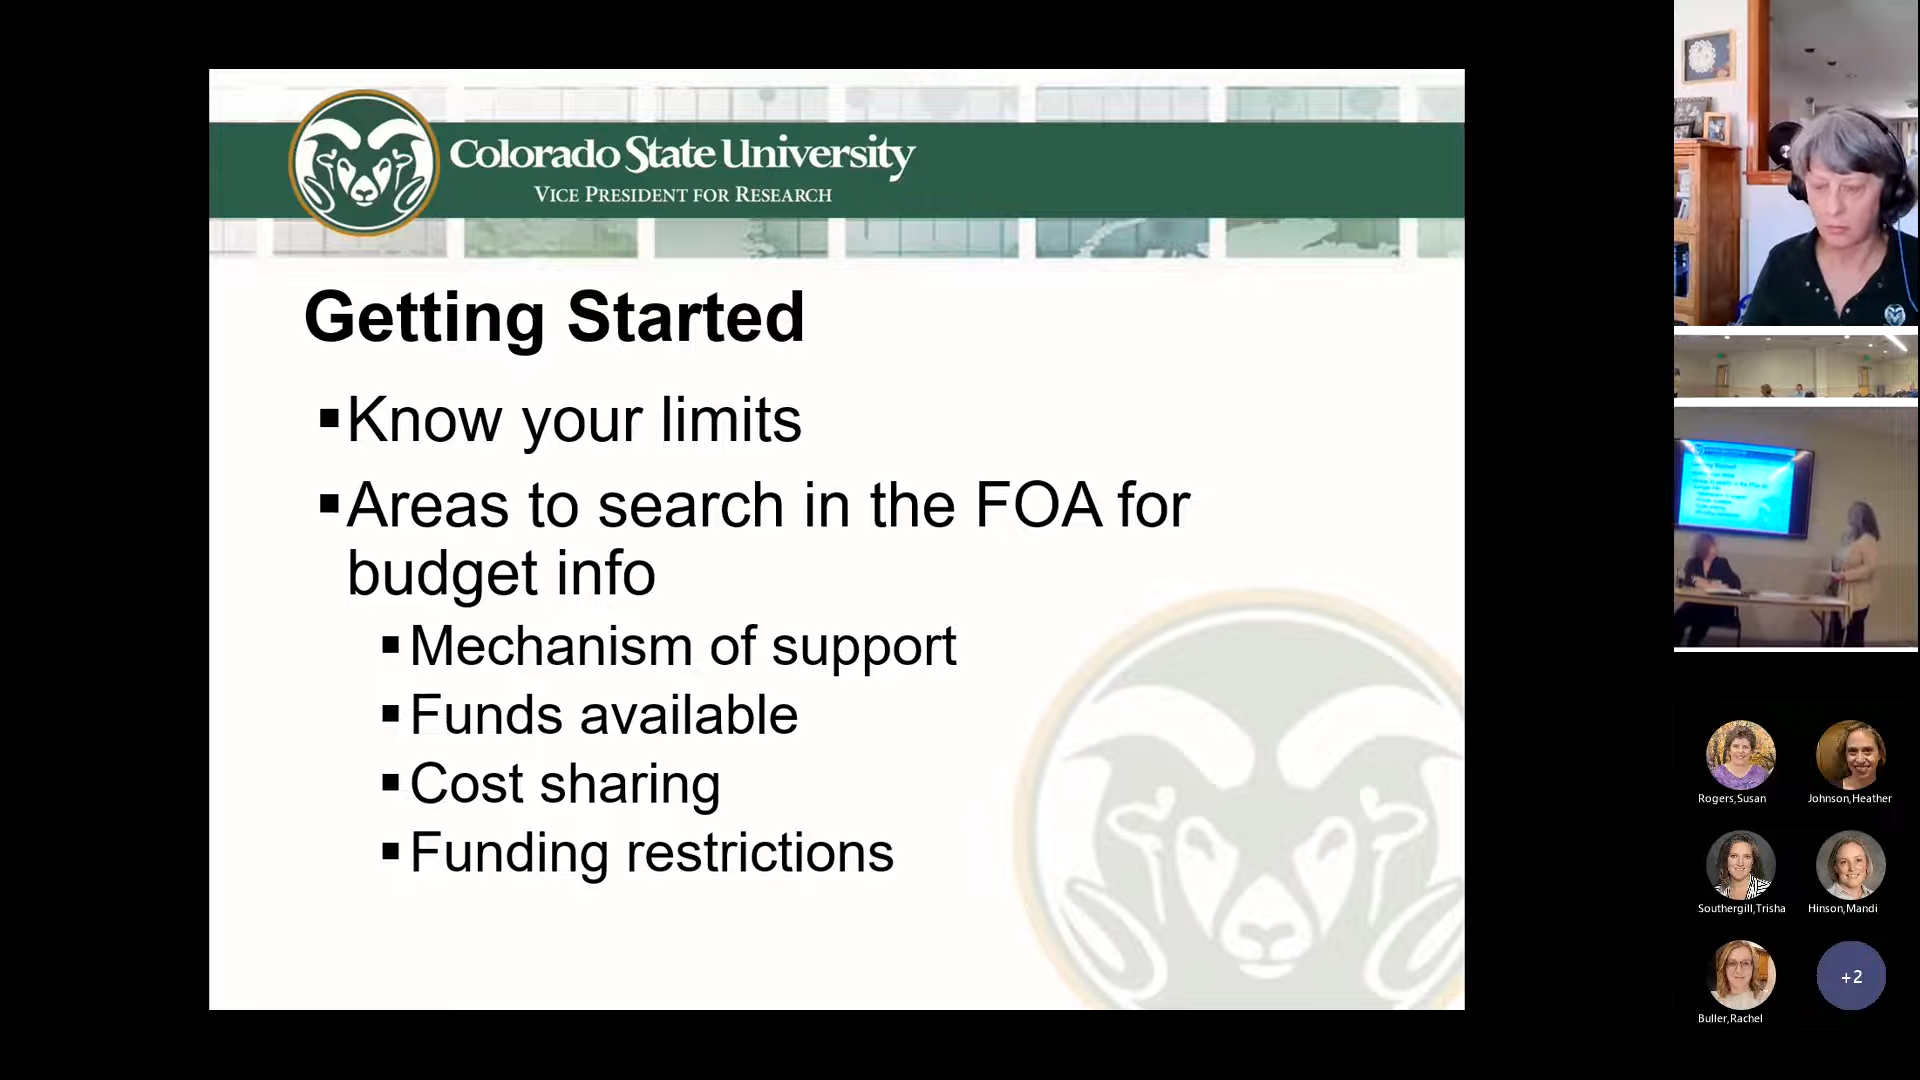 Colorado State University
VICE PRESIDENT FOR RESEARCH
Getting Started
▪Know your limits
▪Areas to search in the FOA for
budget info
▪Mechanism of support
▪Funds available
▪Cost sharing
▪Funding restrictions
Rogers,Susan
Johnson,Heather
Southergill,Trisha
Hinson,Mandi
Buller,Rachel
+2